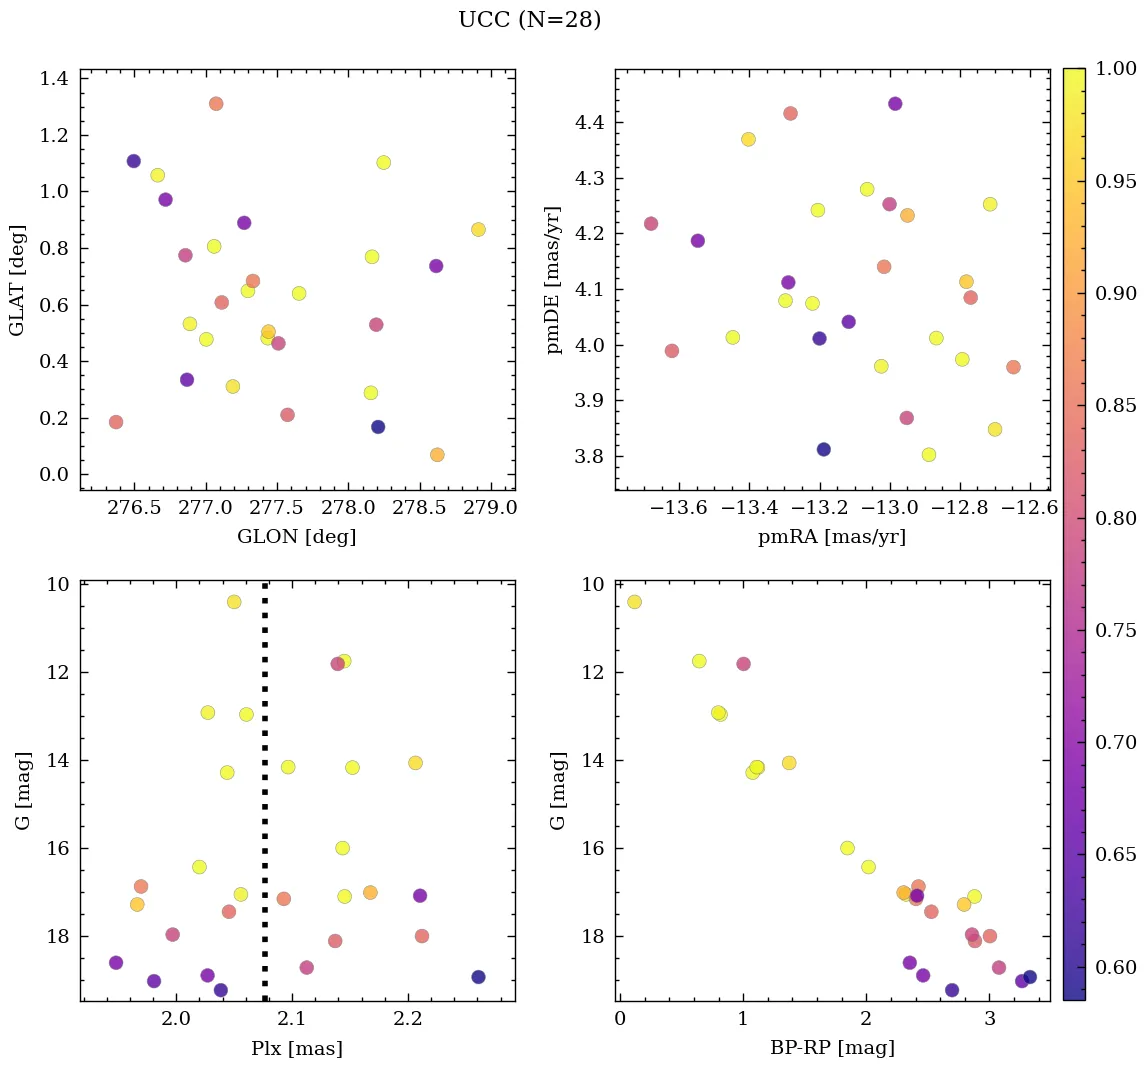 UCC (N=28)
1.4
1.2
1.0
0.8
0.6
0.4
0.2
0.0
GLAT [deg]
276.5 277.0 277.5 278.0 278.5 279.0
GLON [deg]
4.4
4.3
4.2
4.1
4.0
3.9
3.8
pmDE [mas/yr]
−13.6 −13.4 −13.2 −13.0 −12.8 −12.6
pmRA [mas/yr]
10
12
14
16
18
G [mag]
2.0 2.1 2.2
Plx [mas]
10
12
14
16
18
G [mag]
0 1 2 3
BP-RP [mag]
1.00
0.95
0.90
0.85
0.80
0.75
0.70
0.65
0.60